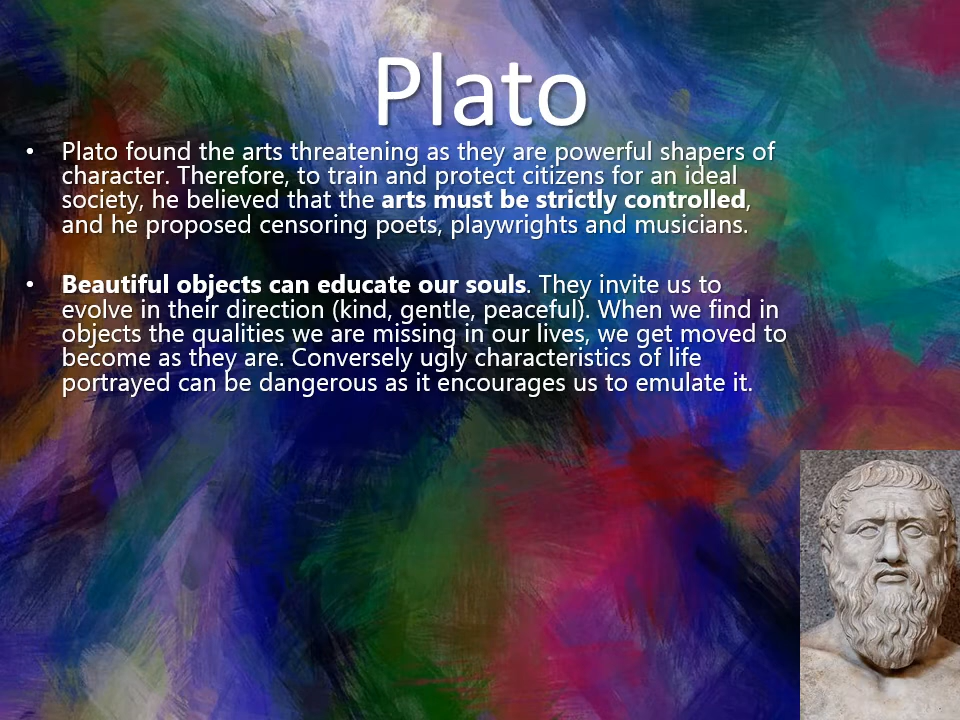 Plato
• Plato found the arts threatening as they are powerful shapers of
character. Therefore, to train and protect citizens for an ideal
society, he believed that the arts must be strictly controlled,
and he proposed censoring poets, playwrights and musicians.
• Beautiful objects can educate our souls. They invite us to
evolve in their direction (kind, gentle, peaceful). When we find in
objects the qualities we are missing in our lives, we get moved to
become as they are. Conversely ugly characteristics of life
portrayed can be dangerous as it encourages us to emulate it.